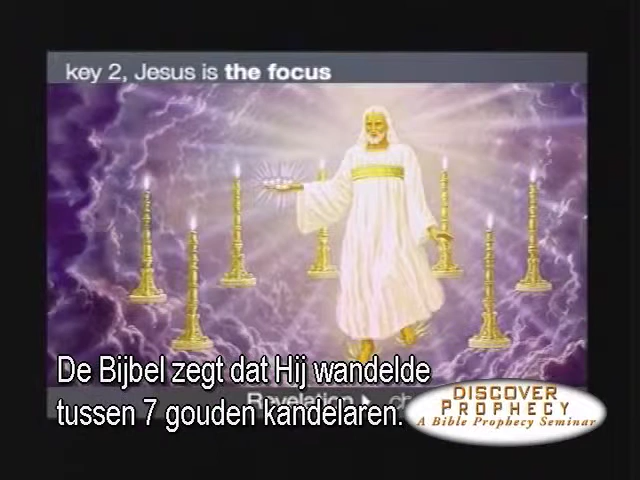 key 2, Jesus is the focus
De Bijbel zegt dat Hij wandelde
tussen 7 gouden kandelaren.
Revelation
DISCOVER
PROPHECY
A Bible Prophecy Seminar